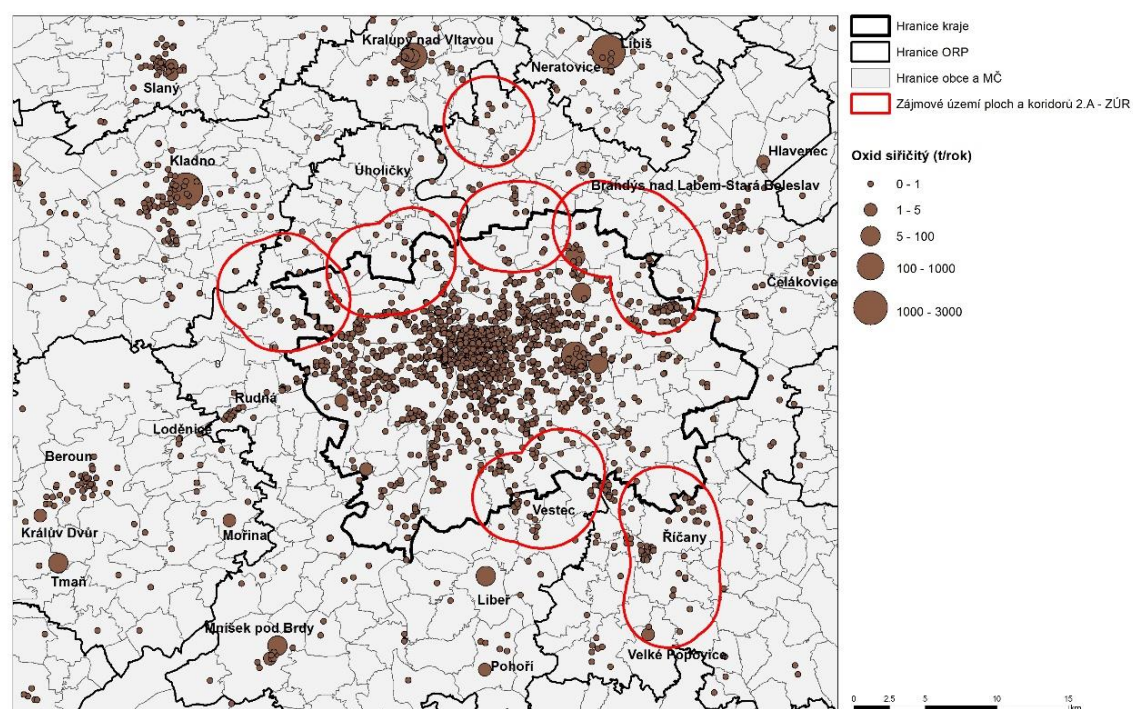 Kralupy nad Vltavou
Libiš
Neratovice
Slaný
Hlavenec
Kladno
Úholičky
Brandýs nad Labem-Stará Boleslav
Čelákovice
Rudná
Loděnice
Beroun
Vestec
Králův Dvůr
Mořina
Říčany
Tmaň
Libeř
Mníšek pod Brdy
Velké Popovice
Pohoří
Hranice kraje
Hranice ORP
Hranice obce a MČ
Zájmové území ploch a koridorů 2.A - ZÚR
Oxid siřičitý (t/rok)
0 - 1
1 - 5
5 - 100
100 - 1000
1000 - 3000
0 2.5 5 10 15
km